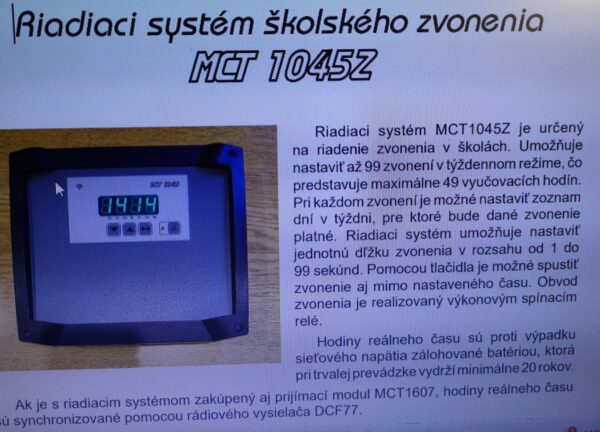 Riadiaci systém školského zvonenia
MCT 1045Z
MCT 1045
1414
Riadiaci systém MCT1045Z je určený
na riadenie zvonenia v školách. Umožňuje
nastaviť až 99 zvonení v týždennom režime, čo
predstavuje maximálne 49 vyučovacích hodín.
Pri každom zvonení je možné nastaviť zoznam
dní v týždni, pre ktoré bude dané zvonenie
platné. Riadiaci systém umožňuje nastaviť
jednotnú dľžku zvonenia v rozsahu od 1 do
99 sekúnd. Pomocou tlačidla je možné spustiť
zvonenie aj mimo nastaveného času. Obvod
zvonenia je realizovaný výkonovým spínacím
relé.
Hodiny reálneho času sú proti výpadku
sieťového napätia zálohované batériou, ktorá
pri trvalej prevádzke vydrží minimálne 20 rokov.
Ak je s riadiacim systémom zakúpený aj prijímací modul MCT1607, hodiny reálneho času
sú synchronizované pomocou rádiového vysielača DCF77.